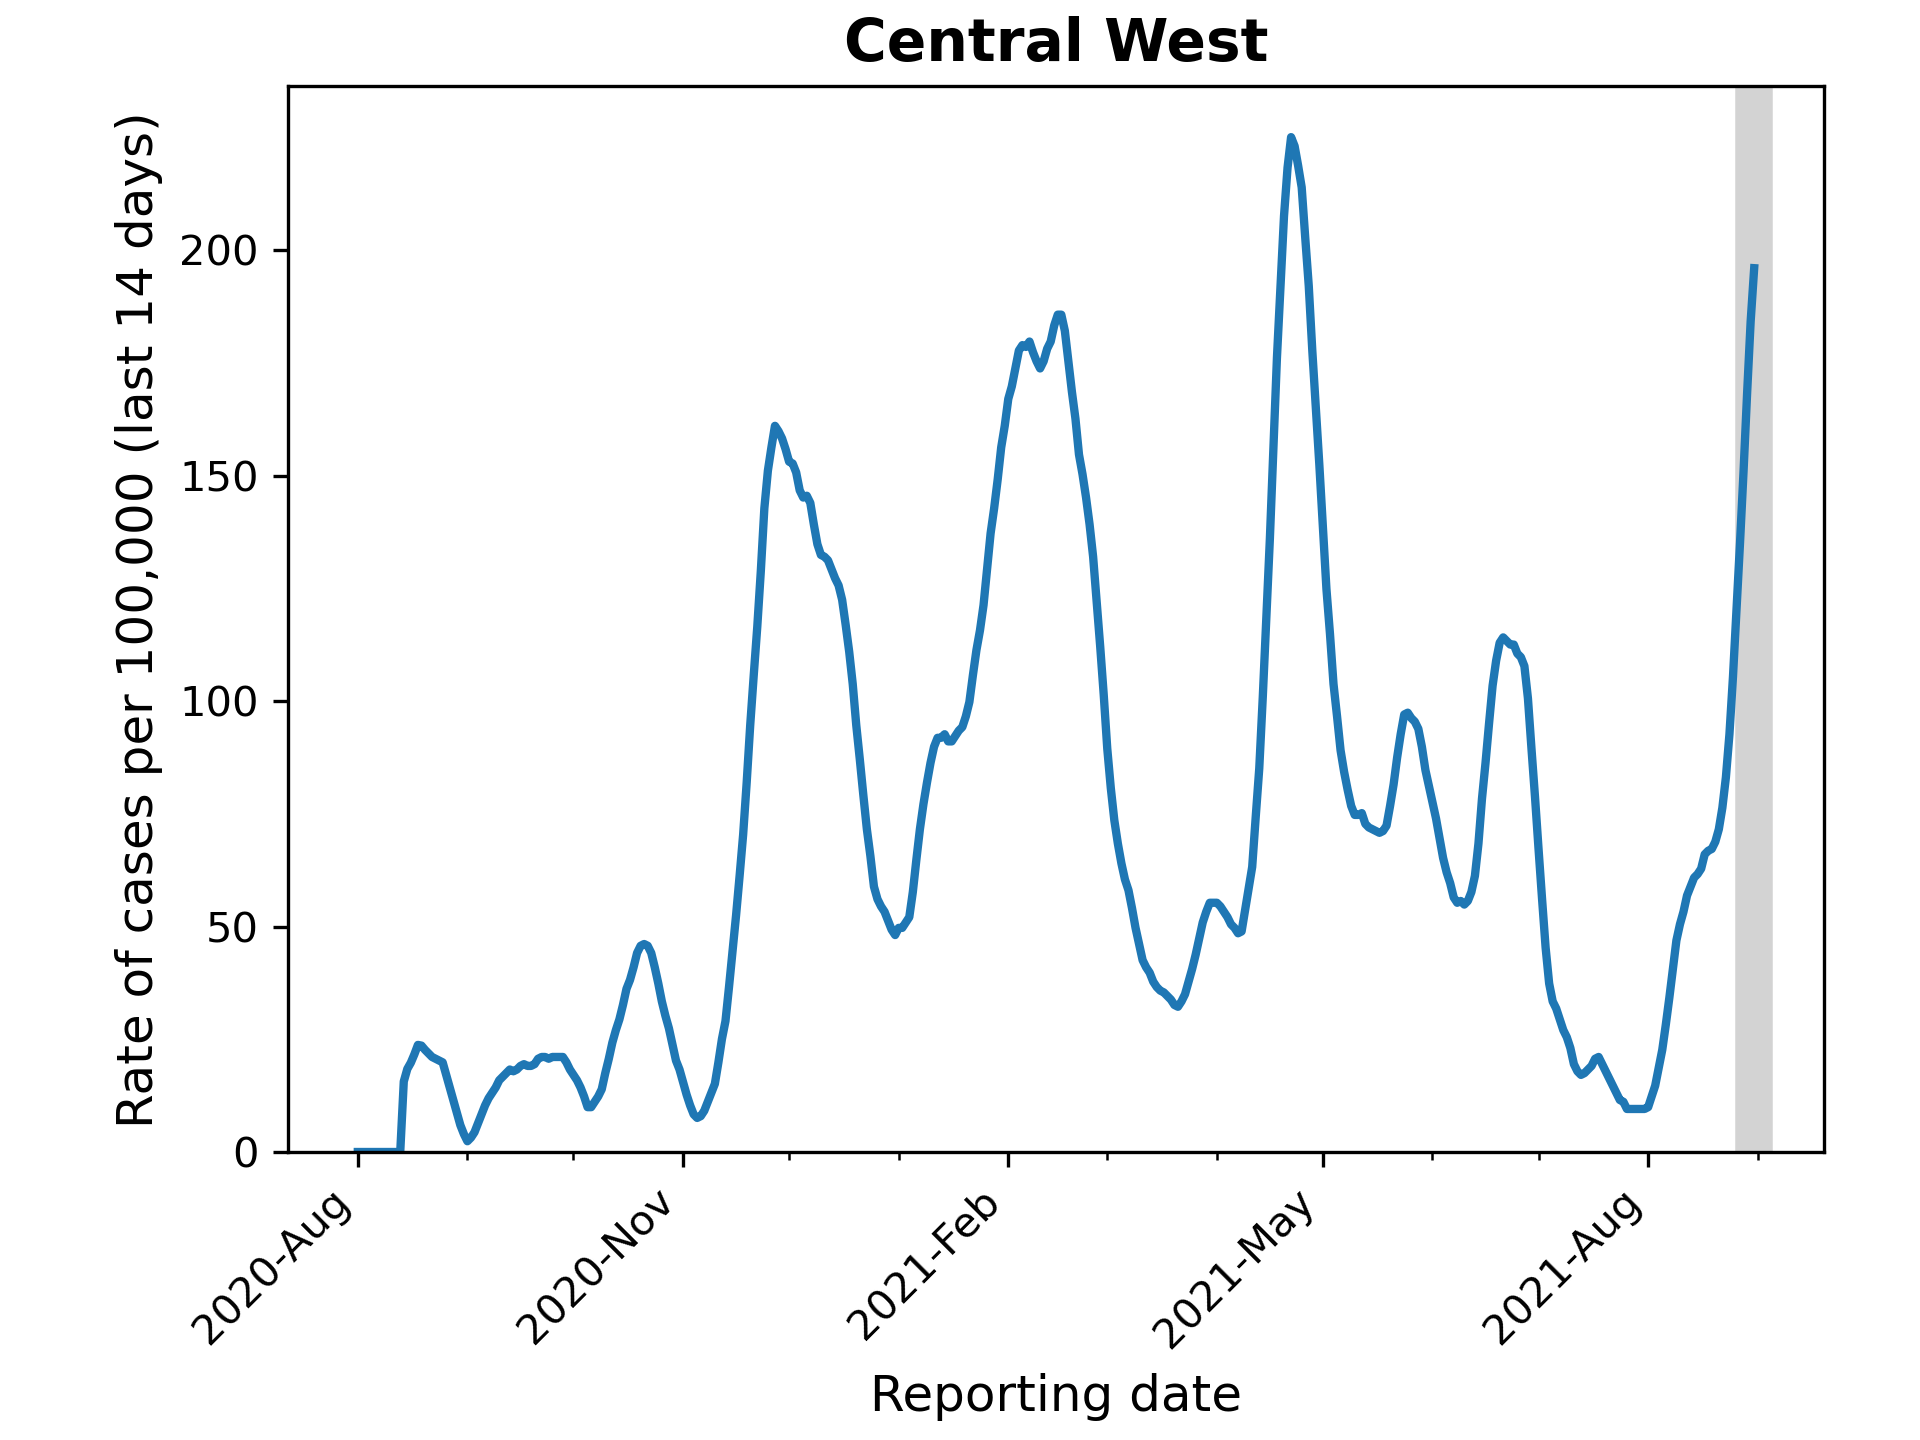 Central West
Rate of cases per 100,000 (last 14 days)
200
150
100
50
0
2020-Aug
2020-Nov
2021-Feb
2021-May
2021-Aug
Reporting date